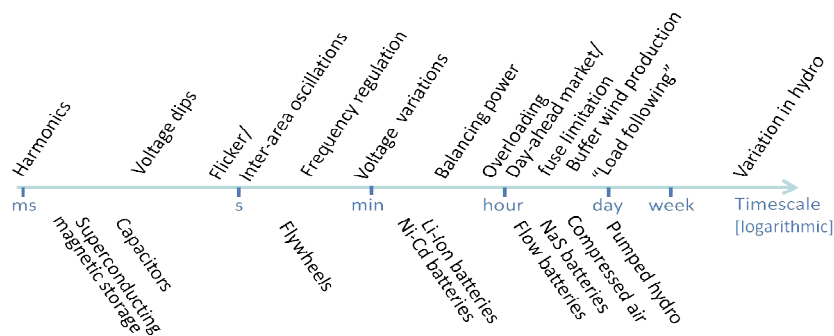 Harmonics
Voltage dips
Flicker/
Inter-area oscillations
Frequency regulation
Voltage variations
Balancing power
Overloading
Day-ahead market/
fuse limitation
Buffer wind production
“Load following”
Variation in hydro
ms
s
min
hour
day
week
Timescale
[logarithmic]
Superconducting
magnetic storage
Capacitors
Flywheels
Li-Ion batteries
Ni-Cd batteries
Flow batteries
NaS batteries
Compressed air
Pumped hydro